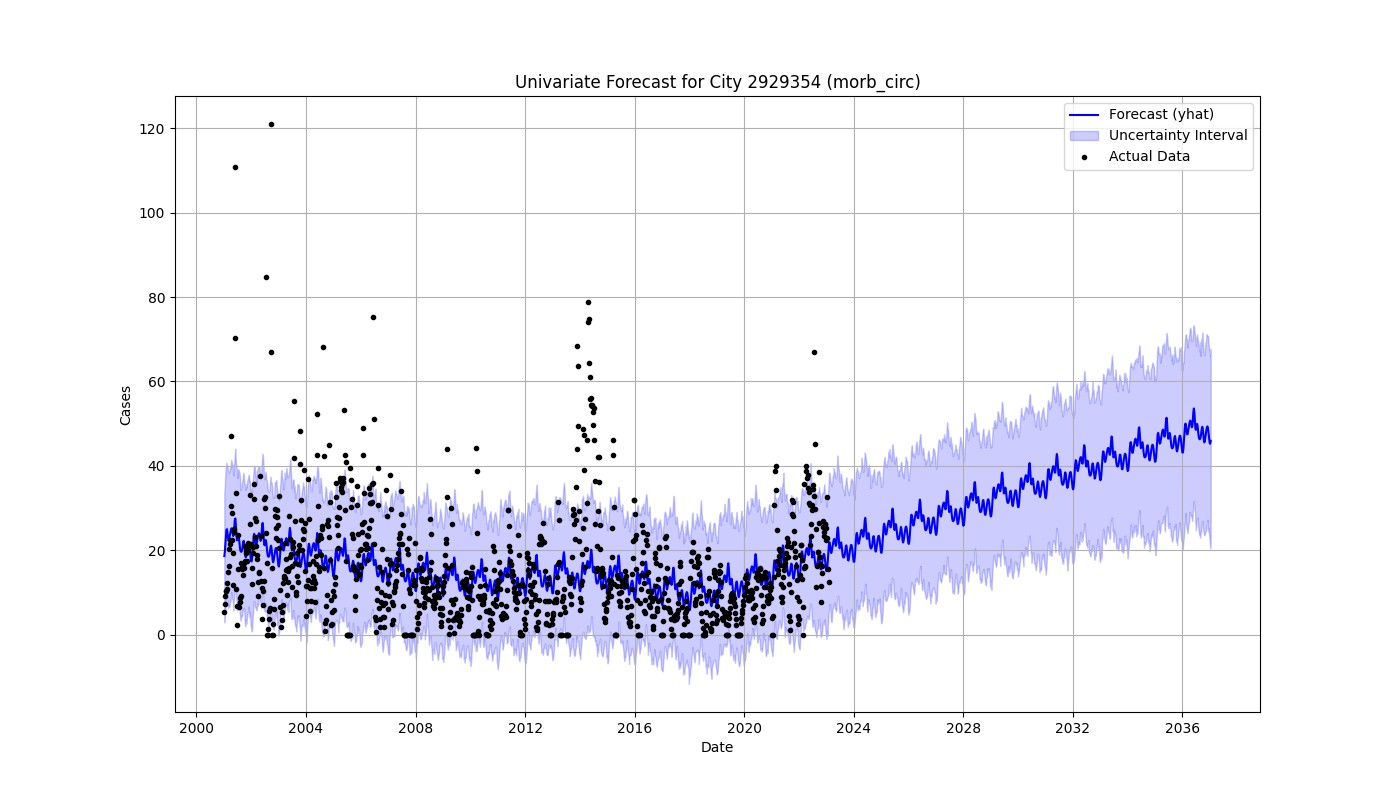 Univariate Forecast for City 2929354 (morb_circ)
Forecast (yhat)
Uncertainty Interval
Actual Data
120
100
80
60
40
20
0
Cases
2000 2004 2008 2012 2016 2020 2024 2028 2032 2036
Date